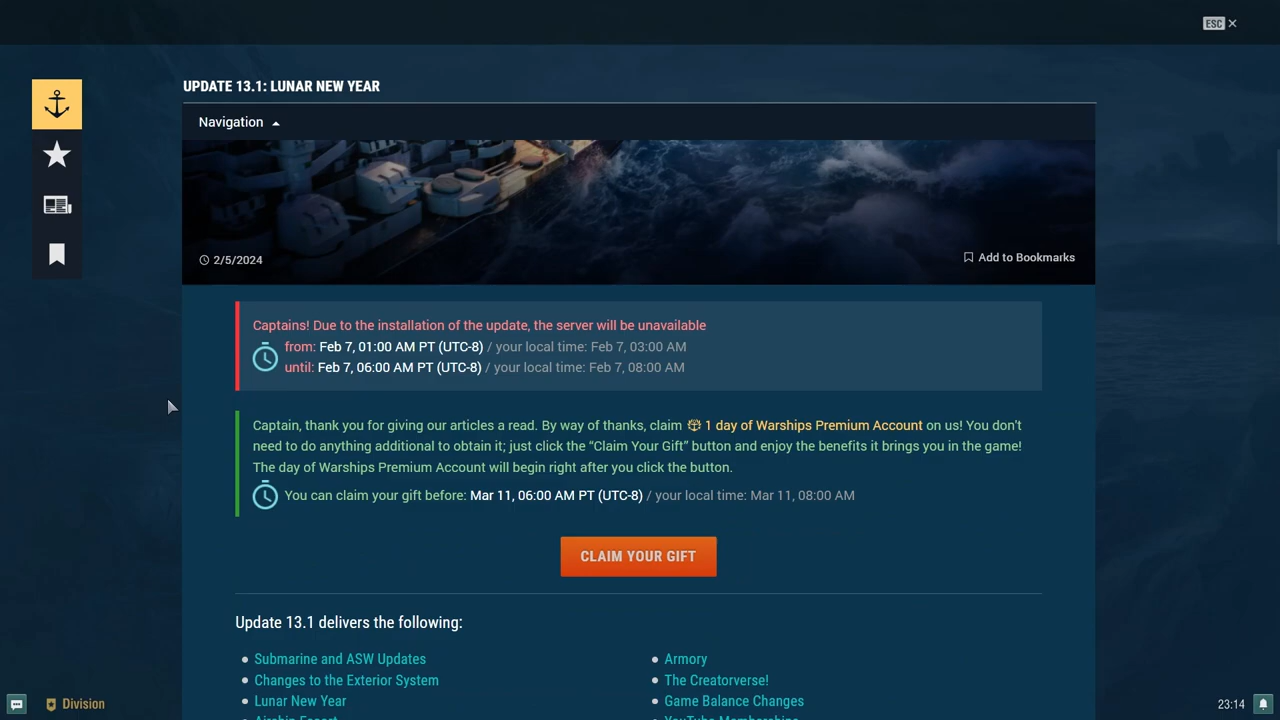 ESC
UPDATE 13.1: LUNAR NEW YEAR
Navigation
2/5/2024
Add to Bookmarks
Captains! Due to the installation of the update, the server will be unavailable
from: Feb 7, 01:00 AM PT (UTC-8) / your local time: Feb 7, 03:00 AM
until: Feb 7, 06:00 AM PT (UTC-8) / your local time: Feb 7, 08:00 AM
Captain, thank you for giving our articles a read. By way of thanks, claim 1 day of Warships Premium Account on us! You don't
need to do anything additional to obtain it; just click the “Claim Your Gift” button and enjoy the benefits it brings you in the game!
The day of Warships Premium Account will begin right after you click the button.
You can claim your gift before: Mar 11, 06:00 AM PT (UTC-8) / your local time: Mar 11, 08:00 AM
CLAIM YOUR GIFT
Update 13.1 delivers the following:
Submarine and ASW Updates
Changes to the Exterior System
Lunar New Year
Airship Escort
Armory
The Creatorverse!
Game Balance Changes
YouTube Memberships
Division
23:14